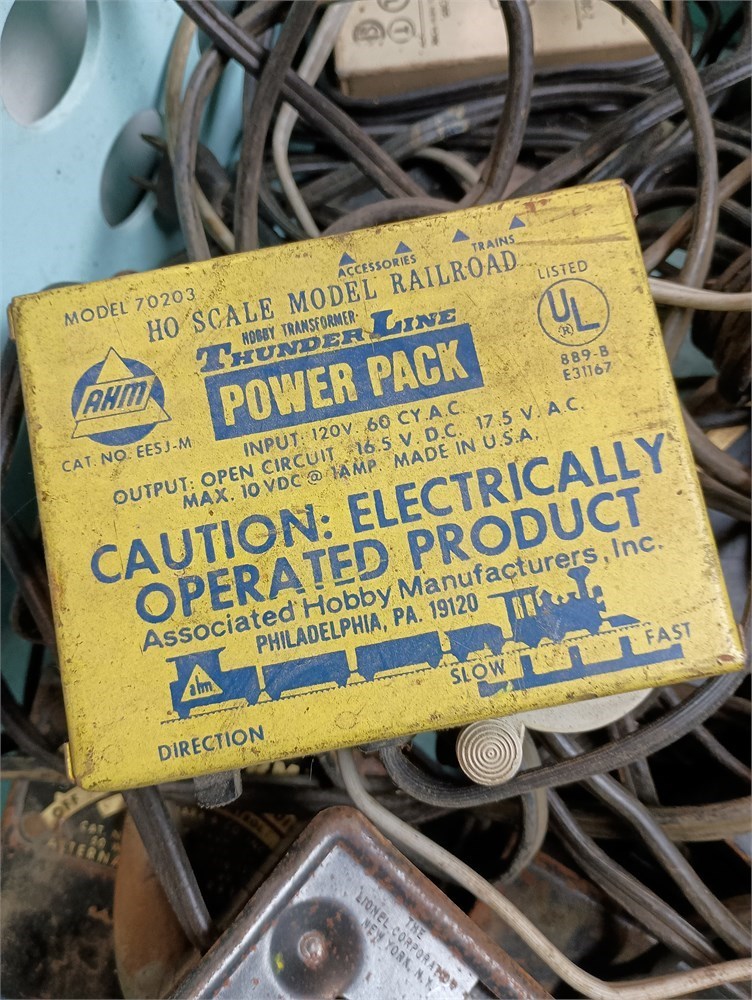 ACCESSORIES TRAINS
MODEL 70203
HO SCALE MODEL RAILROAD
LISTED
HOBBY TRANSFORMER
THUNDERLINE
UL
®
POWER PACK
889-B
E31167
AHM
CAT. NO. EESJ-M
INPUT: 120V. 60 CY. A.C.
OUTPUT: OPEN CIRCUIT 16.5 V. D.C. 17.5 V. A.C.
MAX. 10 VDC @ 1AMP. MADE IN U.S.A.
CAUTION: ELECTRICALLY
OPERATED PRODUCT
Associated Hobby Manufacturers, Inc.
PHILADELPHIA, PA. 19120
ahm
SLOW FAST
DIRECTION
OFF
THE
LIONEL CORPORATION
NEW YORK, N.Y.